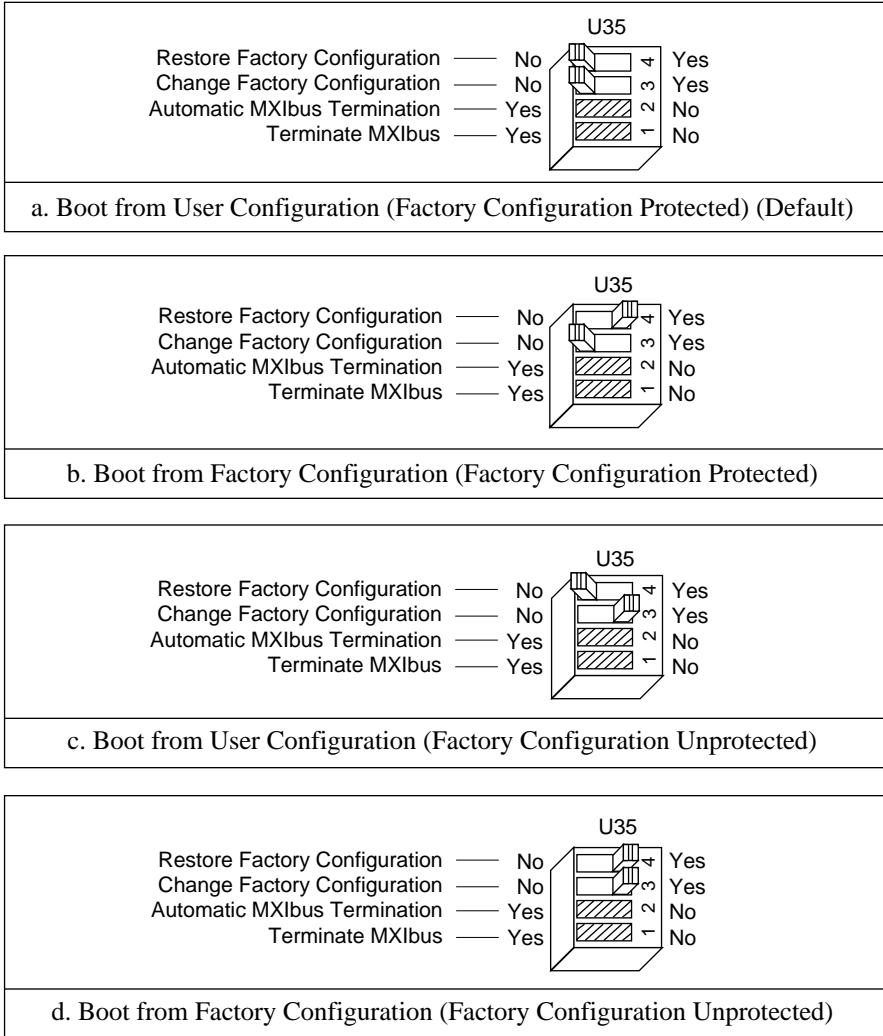 U35
Restore Factory Configuration No 4 Yes
Change Factory Configuration No 3 Yes
Automatic MXIbus Termination Yes 2 No
Terminate MXIbus Yes 1 No
a. Boot from User Configuration (Factory Configuration Protected) (Default)
U35
Restore Factory Configuration No 4 Yes
Change Factory Configuration No 3 Yes
Automatic MXIbus Termination Yes 2 No
Terminate MXIbus Yes 1 No
b. Boot from Factory Configuration (Factory Configuration Protected)
U35
Restore Factory Configuration No 4 Yes
Change Factory Configuration No 3 Yes
Automatic MXIbus Termination Yes 2 No
Terminate MXIbus Yes 1 No
c. Boot from User Configuration (Factory Configuration Unprotected)
U35
Restore Factory Configuration No 4 Yes
Change Factory Configuration No 3 Yes
Automatic MXIbus Termination Yes 2 No
Terminate MXIbus Yes 1 No
d. Boot from Factory Configuration (Factory Configuration Unprotected)